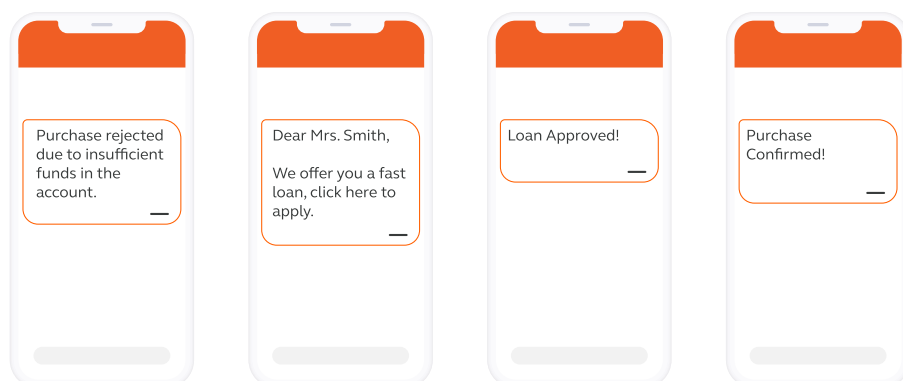 Purchase rejected
due to insufficient
funds in the
account.
Dear Mrs. Smith,
We offer you a fast
loan, click here to
apply.
Loan Approved!
Purchase
Confirmed!